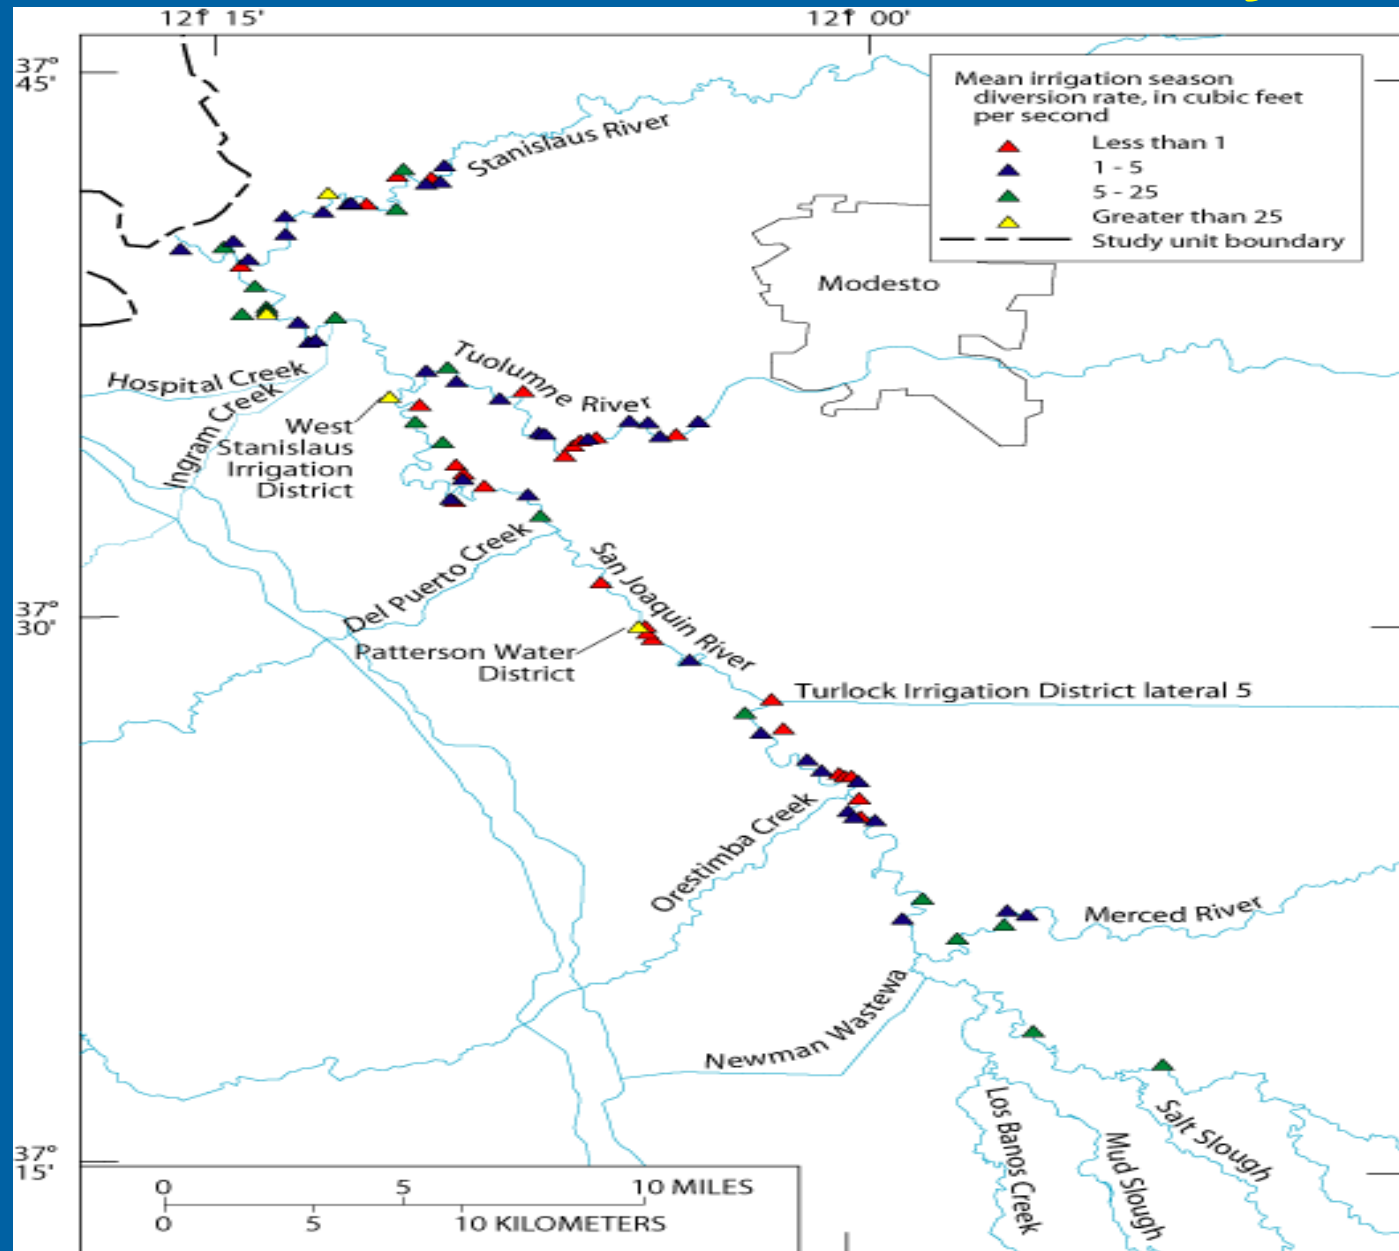 12† 15'
12† 00'
37°
45'
Mean irrigation season
diversion rate, in cubic feet
per second
Less than 1
1 - 5
5 - 25
Greater than 25
Study unit boundary
Stanislaus River
Modesto
Hospital Creek
Ingram Creek
Tuolumne River
West
Stanislaus
Irrigation
District
Del Puerto Creek
San Joaquin River
37°
30'
Patterson Water
District
Turlock Irrigation District lateral 5
Orestimba Creek
Merced River
Newman Wastewa
Los Banos Creek
Mud Slough
Salt Slough
37°
15'
0 5 10 MILES
0 5 10 KILOMETERS